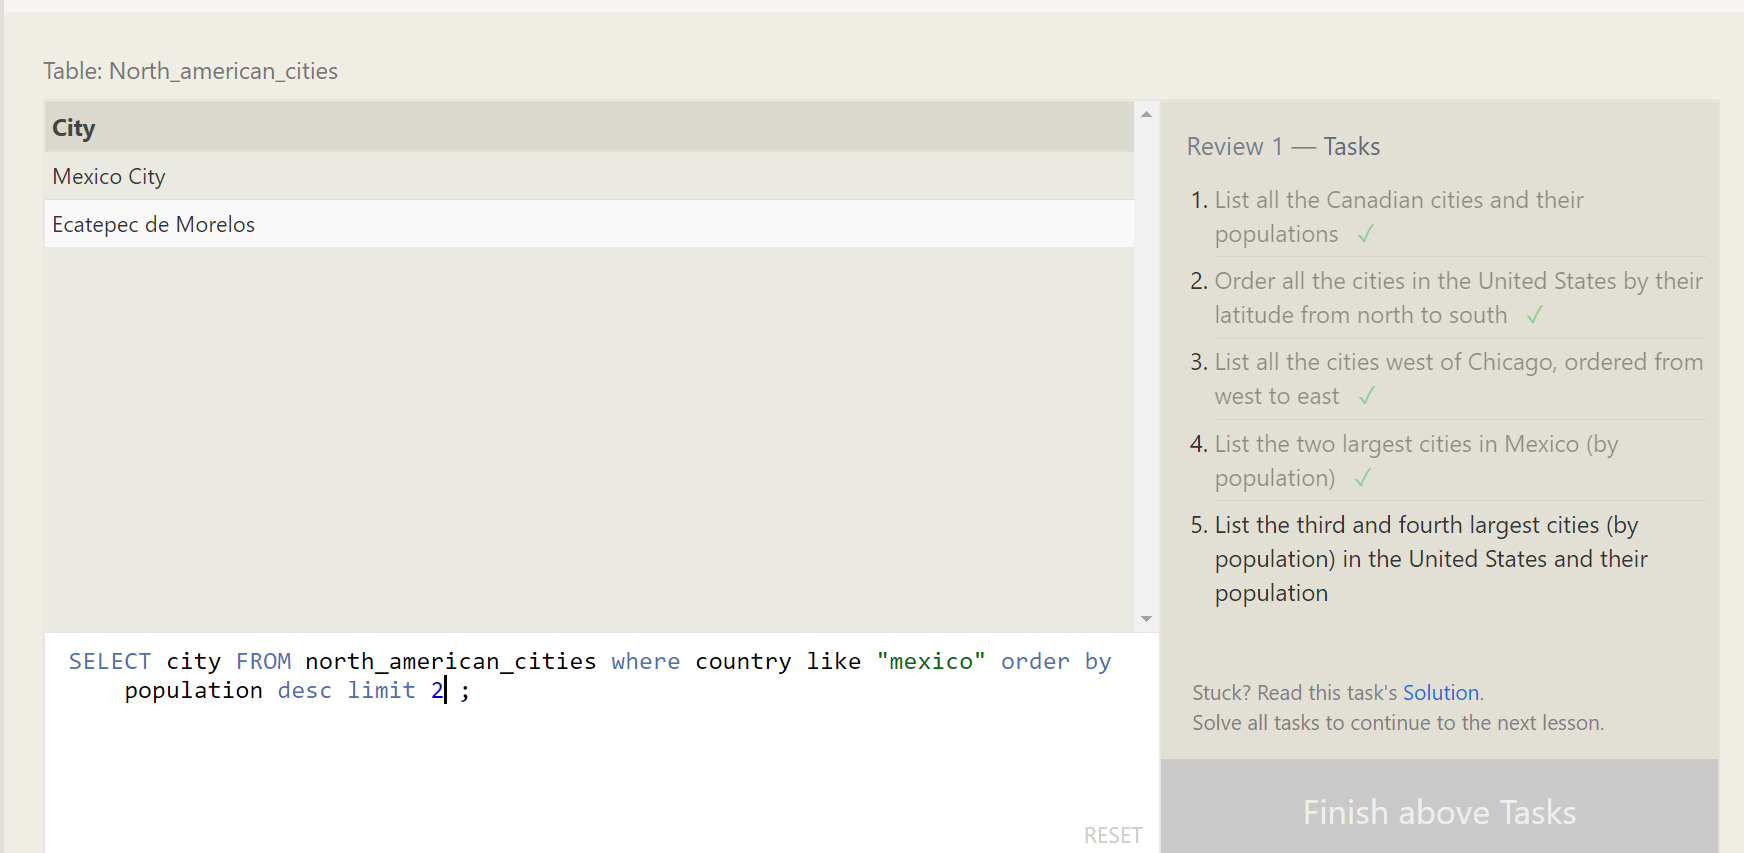 Table: North_american_cities
City
Mexico City
Ecatepec de Morelos
SELECT city FROM north_american_cities where country like "mexico" order by
population desc limit 2 ;
RESET
Review 1 — Tasks
1. List all the Canadian cities and their
populations ✓
2. Order all the cities in the United States by their
latitude from north to south ✓
3. List all the cities west of Chicago, ordered from
west to east ✓
4. List the two largest cities in Mexico (by
population) ✓
5. List the third and fourth largest cities (by
population) in the United States and their
population
Stuck? Read this task's Solution.
Solve all tasks to continue to the next lesson.
Finish above Tasks